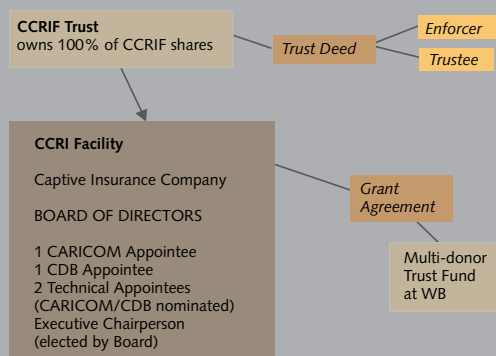 CCRIF Trust
owns 100% of CCRIF shares
Trust Deed
Enforcer
Trustee
CCRI Facility
Captive Insurance Company
BOARD OF DIRECTORS
1 CARICOM Appointee
1 CDB Appointee
2 Technical Appointees
(CARICOM/CDB nominated)
Executive Chairperson
(elected by Board)
Grant
Agreement
Multi-donor
Trust Fund
at WB